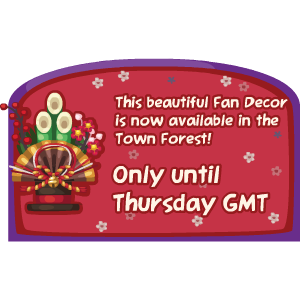 This beautiful Fan Decor
is now available in the
Town Forest!
Only until
Thursday GMT